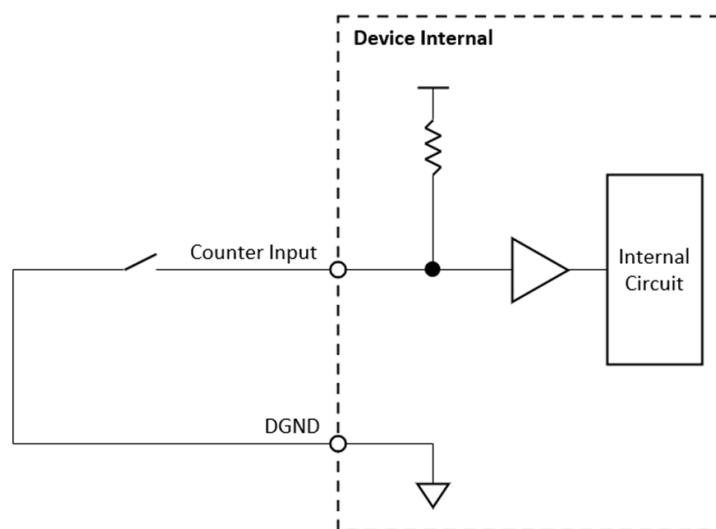 Device Internal
Counter Input
Internal
Circuit
DGND